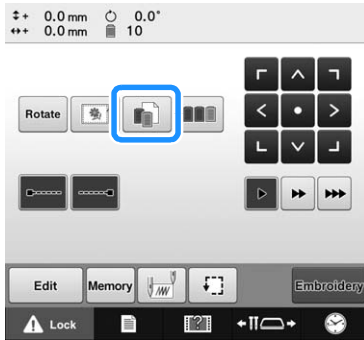 + 0.0 mm 0.0°
+ 0.0 mm 10
Rotate
Edit Memory Embroidery
Lock